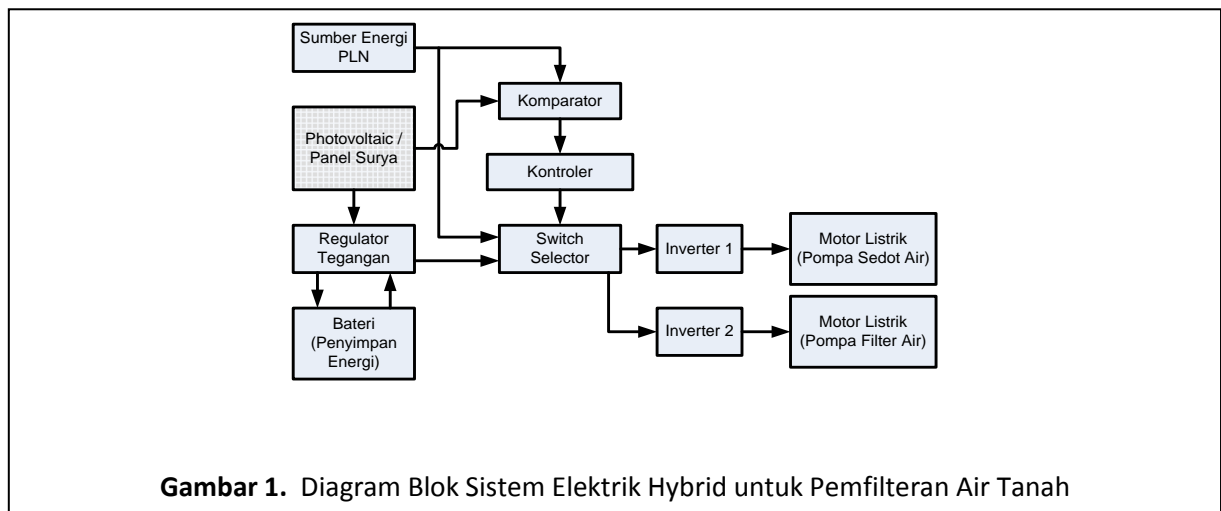 Sumber Energi
PLN
Komparator
Photovoltaic /
Panel Surya
Kontroler
Regulator
Tegangan
Switch
Selector
Inverter 1
Motor Listrik
(Pompa Sedot Air)
Bateri
(Penyimpan
Energi)
Inverter 2
Motor Listrik
(Pompa Filter Air)
Gambar 1. Diagram Blok Sistem Elektrik Hybrid untuk Pemfilteran Air Tanah